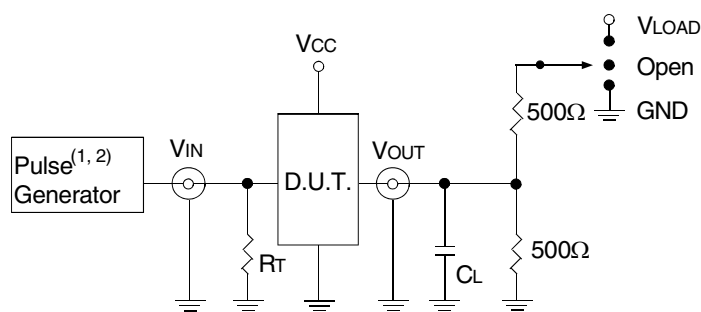 VCC
VLOAD
Open
GND
500Ω
Pulse(1, 2)
Generator
VIN
D.U.T.
VOUT
RT
CL
500Ω